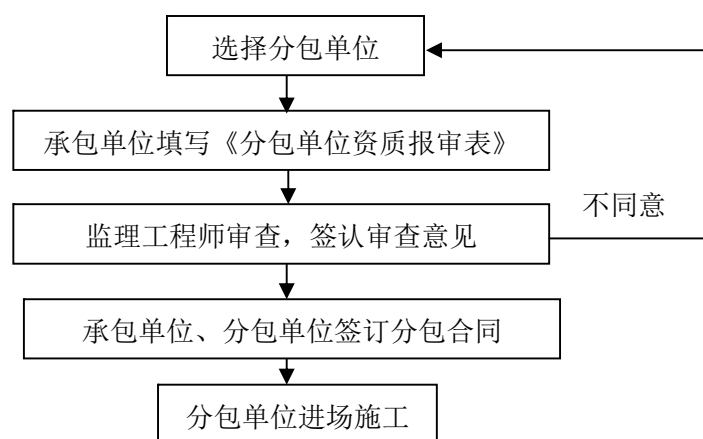 选择分包单位
承包单位填写《分包单位资质报审表》
不同意
监理工程师审查，签认审查意见
承包单位、分包单位签订分包合同
分包单位进场施工